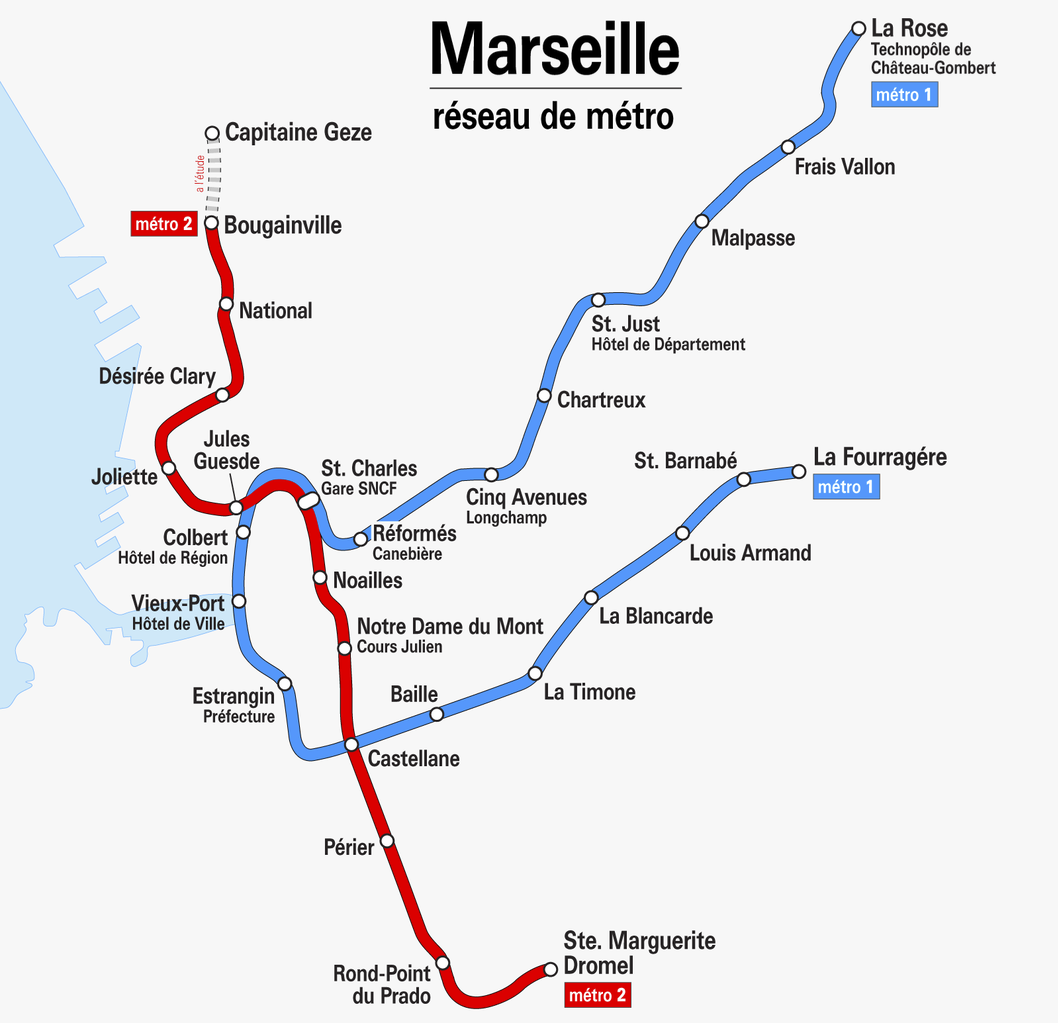 Marseille
réseau de métro
La Rose
Technopôle de
Château-Gombert
métro 1
Capitaine Geze
a l'étude
Frais Vallon
métro 2
Bougainville
Malpasse
National
St. Just
Hôtel de Département
Désirée Clary
Chartreux
Jules
Guesde
Joliette
St. Charles
Gare SNCF
St. Barnabé
La Fourragére
métro 1
Cinq Avenues
Longchamp
Colbert
Hôtel de Région
Réformés
Canebière
Louis Armand
Noailles
Vieux-Port
Hôtel de Ville
La Blancarde
Notre Dame du Mont
Cours Julien
Estrangin
Préfecture
Baille
La Timone
Castellane
Périer
Ste. Marguerite
Dromel
métro 2
Rond-Point
du Prado